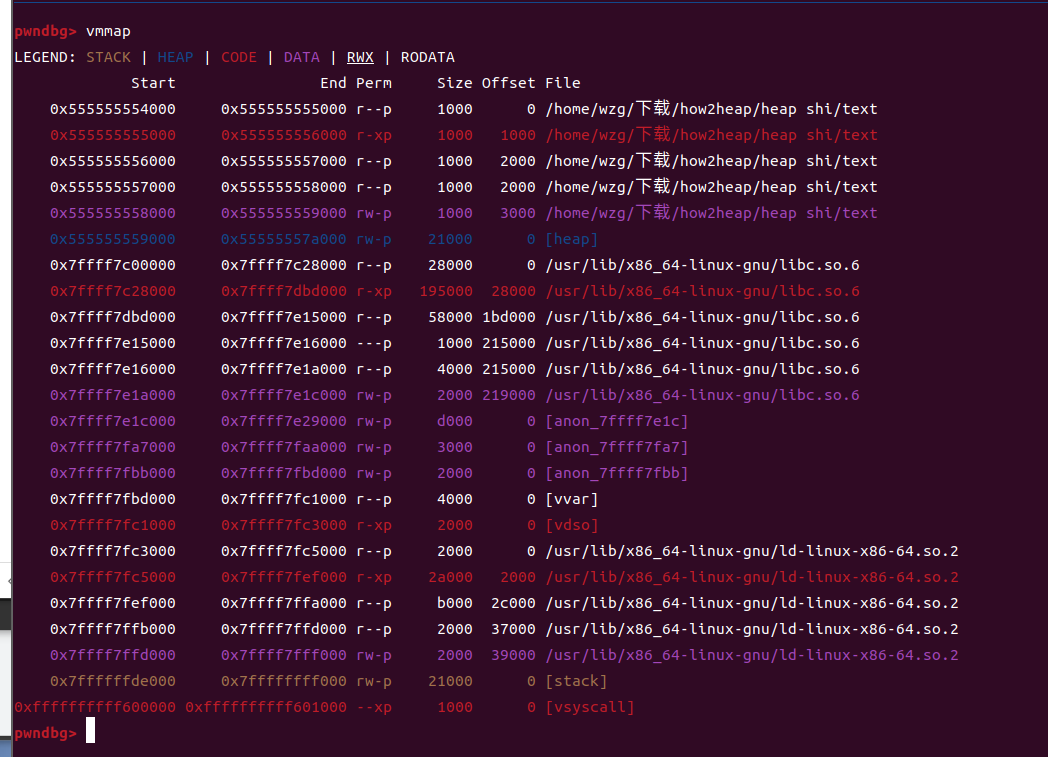 pwndbg> vmmap
LEGEND: STACK | HEAP | CODE | DATA | RWX | RODATA
Start End Perm Size Offset File
0x555555554000 0x555555555000 r--p 1000 0 /home/wzg/下载/how2heap/heap shi/text
0x555555555000 0x555555556000 r-xp 1000 1000 /home/wzg/下载/how2heap/heap shi/text
0x555555556000 0x555555557000 r--p 1000 2000 /home/wzg/下载/how2heap/heap shi/text
0x555555557000 0x555555558000 r--p 1000 2000 /home/wzg/下载/how2heap/heap shi/text
0x555555558000 0x555555559000 rw-p 1000 3000 /home/wzg/下载/how2heap/heap shi/text
0x555555559000 0x55555557a000 rw-p 21000 0 [heap]
0x7ffff7c00000 0x7ffff7c28000 r--p 28000 0 /usr/lib/x86_64-linux-gnu/libc.so.6
0x7ffff7c28000 0x7ffff7dbd000 r-xp 195000 28000 /usr/lib/x86_64-linux-gnu/libc.so.6
0x7ffff7dbd000 0x7ffff7e15000 r--p 58000 1bd000 /usr/lib/x86_64-linux-gnu/libc.so.6
0x7ffff7e15000 0x7ffff7e16000 ---p 1000 215000 /usr/lib/x86_64-linux-gnu/libc.so.6
0x7ffff7e16000 0x7ffff7e1a000 r--p 4000 215000 /usr/lib/x86_64-linux-gnu/libc.so.6
0x7ffff7e1a000 0x7ffff7e1c000 rw-p 2000 219000 /usr/lib/x86_64-linux-gnu/libc.so.6
0x7ffff7e1c000 0x7ffff7e29000 rw-p d000 0 [anon_7ffff7e1c]
0x7ffff7fa7000 0x7ffff7faa000 rw-p 3000 0 [anon_7ffff7fa7]
0x7ffff7fbb000 0x7ffff7fbd000 rw-p 2000 0 [anon_7ffff7fbb]
0x7ffff7fbd000 0x7ffff7fc1000 r--p 4000 0 [vvar]
0x7ffff7fc1000 0x7ffff7fc3000 r-xp 2000 0 [vdso]
0x7ffff7fc3000 0x7ffff7fc5000 r--p 2000 0 /usr/lib/x86_64-linux-gnu/ld-linux-x86-64.so.2
0x7ffff7fc5000 0x7ffff7fef000 r-xp 2a000 2000 /usr/lib/x86_64-linux-gnu/ld-linux-x86-64.so.2
0x7ffff7fef000 0x7ffff7ffa000 r--p b000 2c000 /usr/lib/x86_64-linux-gnu/ld-linux-x86-64.so.2
0x7ffff7ffb000 0x7ffff7ffd000 r--p 2000 37000 /usr/lib/x86_64-linux-gnu/ld-linux-x86-64.so.2
0x7ffff7ffd000 0x7ffff7fff000 rw-p 2000 39000 /usr/lib/x86_64-linux-gnu/ld-linux-x86-64.so.2
0x7ffffffde000 0x7ffffffff000 rw-p 21000 0 [stack]
0xffffffffff600000 0xffffffffff601000 --xp 1000 0 [vsyscall]
pwndbg>